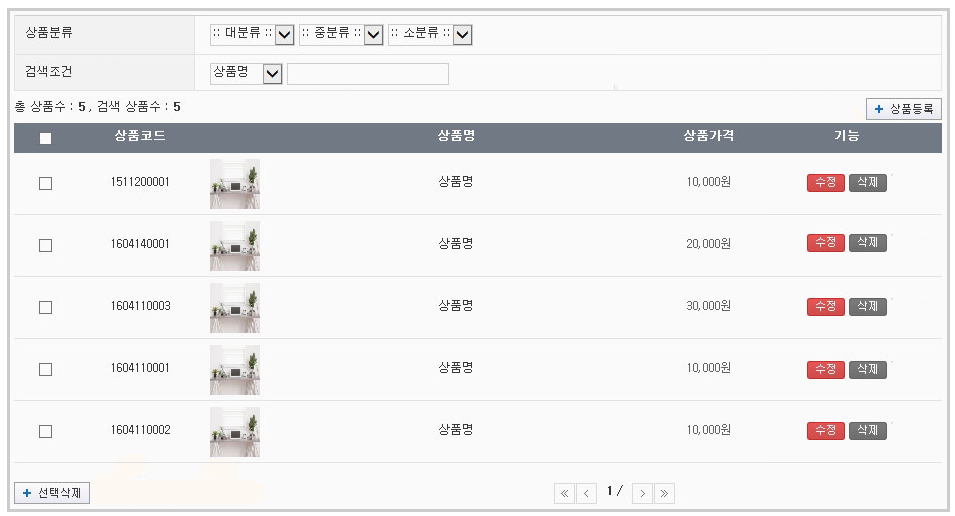 상품분류 :: 대분류 :: :: 중분류 :: :: 소분류 ::
검색조건 상품명
총 상품수 : 5 , 검색 상품수 : 5
+ 상품등록
상품코드 상품명 상품가격 기능
1511200001 상품명 10,000원 수정 삭제
1604140001 상품명 20,000원 수정 삭제
1604110003 상품명 30,000원 수정 삭제
1604110001 상품명 10,000원 수정 삭제
1604110002 상품명 10,000원 수정 삭제
+ 선택삭제 « ‹ 1 / › »